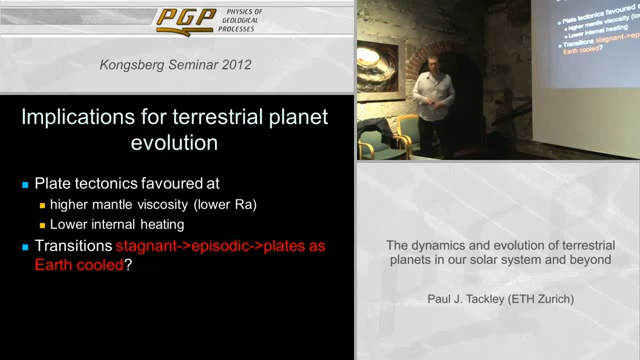 PGP
PHYSICS OF
GEOLOGICAL
PROCESSES
Kongsberg Seminar 2012
Implications for terrestrial planet
evolution
Plate tectonics favoured at
higher mantle viscosity (lower Ra)
Lower internal heating
Transitions stagnant->episodic->plates as
Earth cooled?
Plate tectonics favoured
Higher mantle viscosity
Lower internal heating
Transitions stagnant->ep
Earth cooled?
The dynamics and evolution of terrestrial
planets in our solar system and beyond
Paul J. Tackley (ETH Zurich)